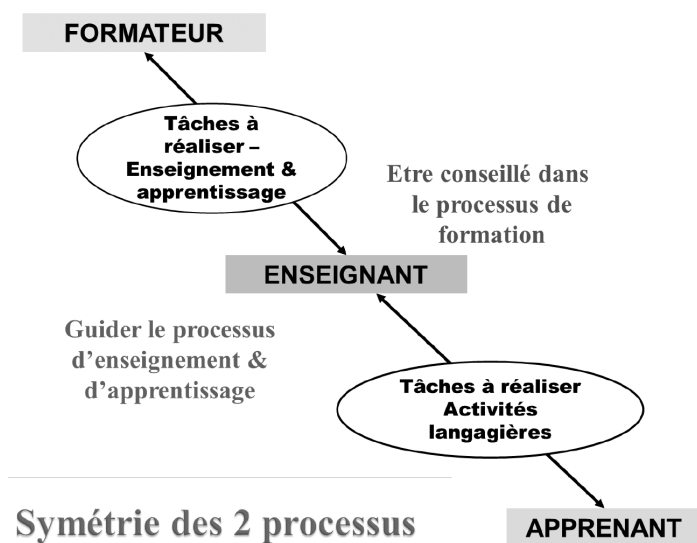 FORMATEUR
Tâches à
réaliser –
Enseignement &
apprentissage
Etre conseillé dans
le processus de
formation
ENSEIGNANT
Guider le processus
d'enseignement &
d'apprentissage
Tâches à réaliser
Activités
langagières
Symétrie des 2 processus
APPRENANT